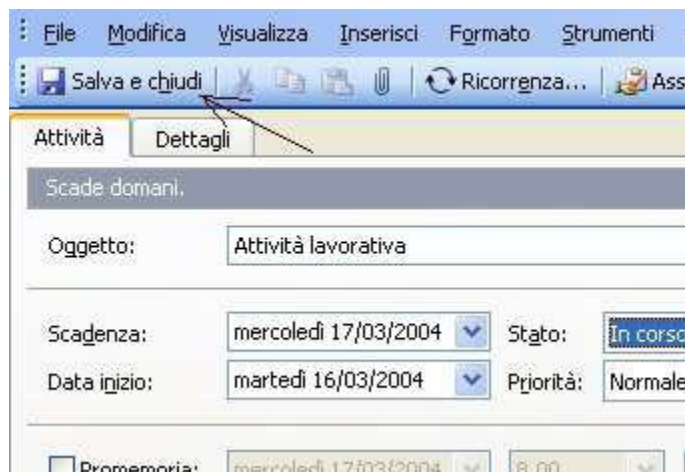 File Modifica Visualizza Inserisci Formato Strumenti
Salva e chiudi Ricorrenza... Ass
Attività Dettagli
Scade domani.
Oggetto: Attività lavorativa
Scadenza: mercoledì 17/03/2004 Stato: In corso
Data inizio: martedì 16/03/2004 Priorità: Normale
Promemoria: mercoledì 17/03/2004 8.00